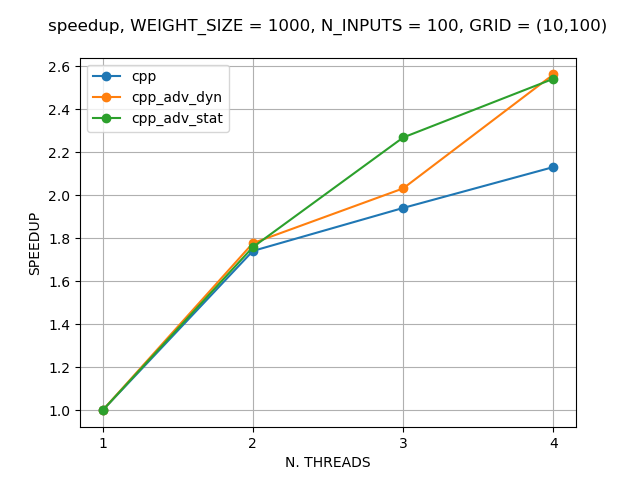 speedup, WEIGHT_SIZE = 1000, N_INPUTS = 100, GRID = (10,100)
cpp
cpp_adv_dyn
cpp_adv_stat
SPEEDUP
2.6
2.4
2.2
2.0
1.8
1.6
1.4
1.2
1.0
1 2 3 4
N. THREADS